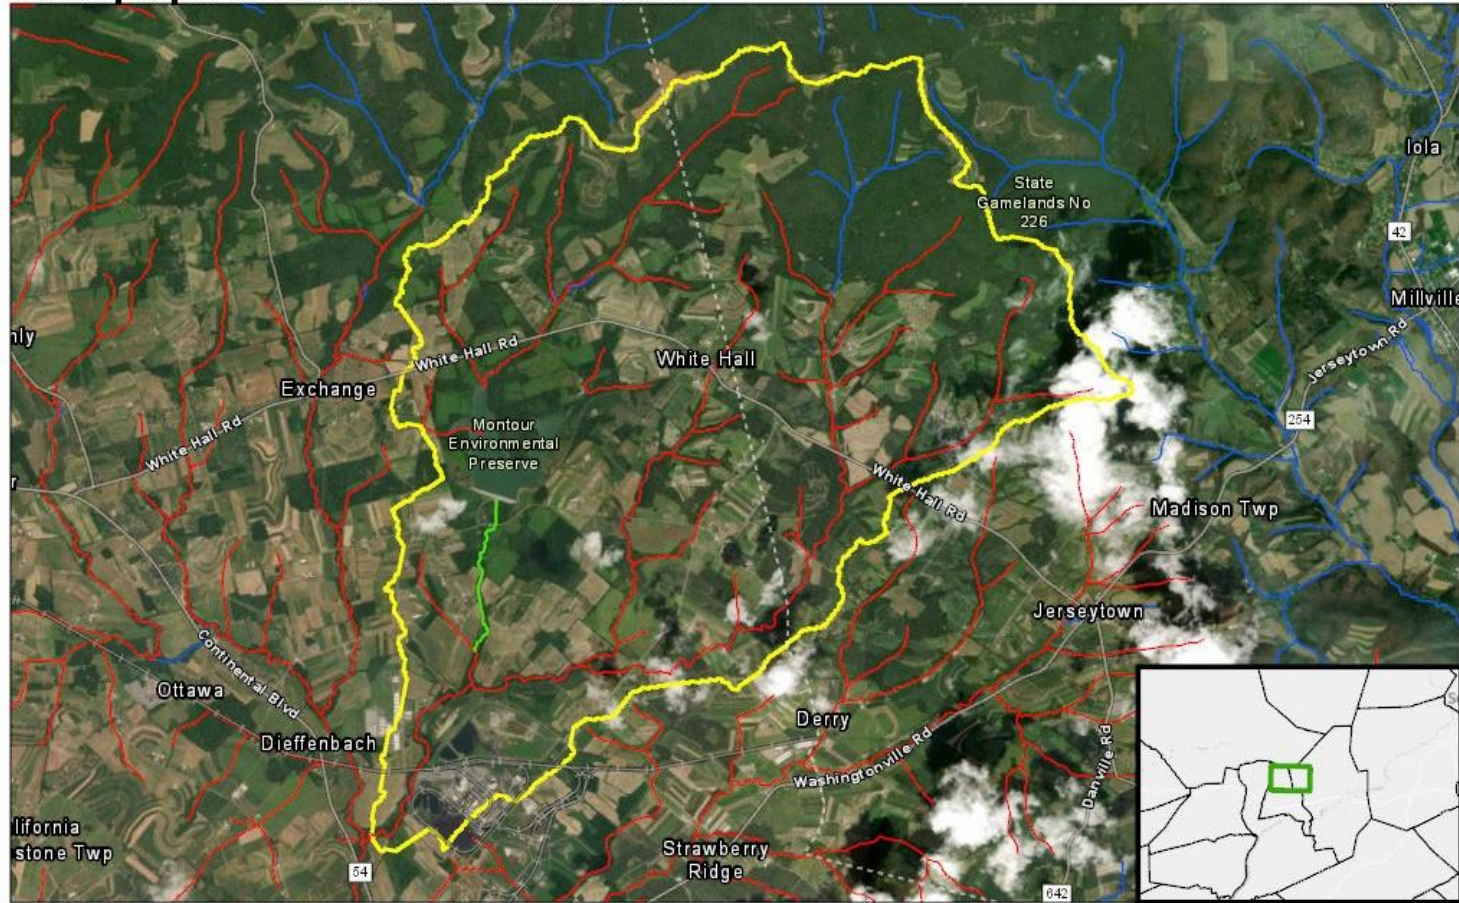 Iola
State
Gamelands No
226
42
Millville
nly
White Hall Rd
White Hall
Jerseytown Rd
Exchange
254
Montour
Environmental
Preserve
White Hall Rd
r
White Hall Rd
Madison Twp
Jerseytown
Continental Blvd
Ottawa
Derry
Dieffenbach
Washingtonville Rd
Danville Rd
lifornia
stone Twp
Strawberry
Ridge
54
642